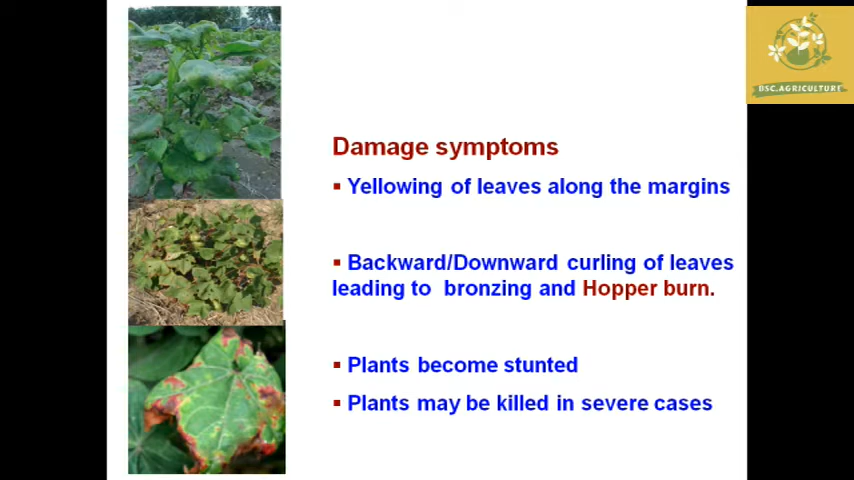 BSC.AGRICULTURE
Damage symptoms
▪ Yellowing of leaves along the margins
▪ Backward/Downward curling of leaves
leading to bronzing and Hopper burn.
▪ Plants become stunted
▪ Plants may be killed in severe cases